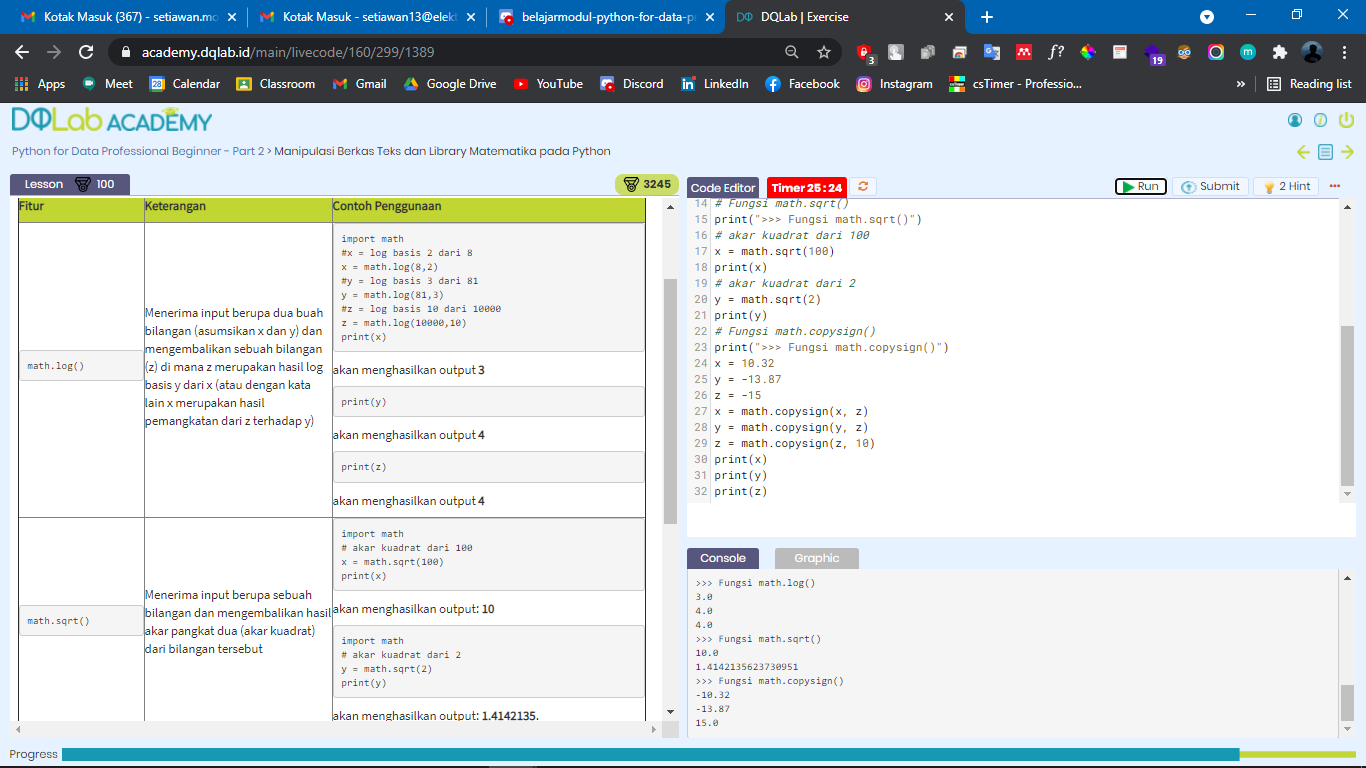 Kotak Masuk (367) - setiawan.mo
Kotak Masuk - setiawan13@elekt
belajarmodul-python-for-data-p
DQLab | Exercise
academy.dqlab.id/main/livecode/160/299/1389
3
f?
19
m
Apps
Meet
Calendar
Classroom
Gmail
Google Drive
YouTube
Discord
LinkedIn
Facebook
Instagram
csTimer - Professio...
»
Reading list
DQLab ACADEMY
Python for Data Professional Beginner - Part 2 > Manipulasi Berkas Teks dan Library Matematika pada Python
Lesson 100
3245
Fitur Keterangan Contoh Penggunaan
math.log()
Menerima input berupa dua buah
bilangan (asumsikan x dan y) dan
mengembalikan sebuah bilangan
(z) di mana z merupakan hasil log
basis y dari x (atau dengan kata
lain x merupakan hasil
pemangkatan dari z terhadap y)
import math
#x = log basis 2 dari 8
x = math.log(8,2)
#y = log basis 3 dari 81
y = math.log(81,3)
#z = log basis 10 dari 10000
z = math.log(10000,10)
print(x)
akan menghasilkan output 3
print(y)
akan menghasilkan output 4
print(z)
akan menghasilkan output 4
math.sqrt()
Menerima input berupa sebuah
bilangan dan mengembalikan hasil
akar pangkat dua (akar kuadrat)
dari bilangan tersebut
import math
# akar kuadrat dari 100
x = math.sqrt(100)
print(x)
akan menghasilkan output: 10
import math
# akar kuadrat dari 2
y = math.sqrt(2)
print(y)
akan menghasilkan output: 1.4142135.
Code Editor
Timer 25 : 24
Run
Submit
2 Hint
14 # Fungsi math.sqrt()
15 print(">>> Fungsi math.sqrt()")
16 # akar kuadrat dari 100
17 x = math.sqrt(100)
18 print(x)
19 # akar kuadrat dari 2
20 y = math.sqrt(2)
21 print(y)
22 # Fungsi math.copysign()
23 print(">>> Fungsi math.copysign()")
24 x = 10.32
25 y = -13.87
26 z = -15
27 x = math.copysign(x, z)
28 y = math.copysign(y, z)
29 z = math.copysign(z, 10)
30 print(x)
31 print(y)
32 print(z)
Console
Graphic
>>> Fungsi math.log()
3.0
4.0
4.0
>>> Fungsi math.sqrt()
10.0
1.4142135623730951
>>> Fungsi math.copysign()
-10.32
-13.87
15.0
Progress